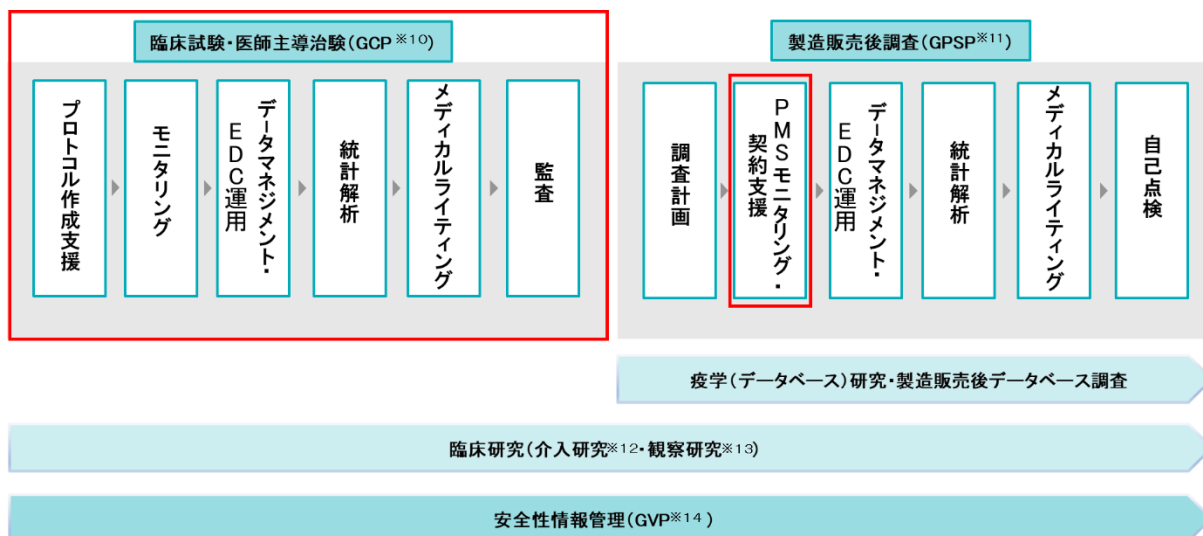 臨床試験・医師主導治験(GCP※10)
プロトコル作成支援
モニタリング
データマネジメント・
EDC運用
統計解析
メディカルライティング
監査
製造販売後調査(GPSP※11)
調査計画
PMSモニタリング・
契約支援
データマネジメント・
EDC運用
統計解析
メディカルライティング
自己点検
疫学(データベース)研究・製造販売後データベース調査
臨床研究(介入研究※12・観察研究※13)
安全性情報管理(GVP※14)